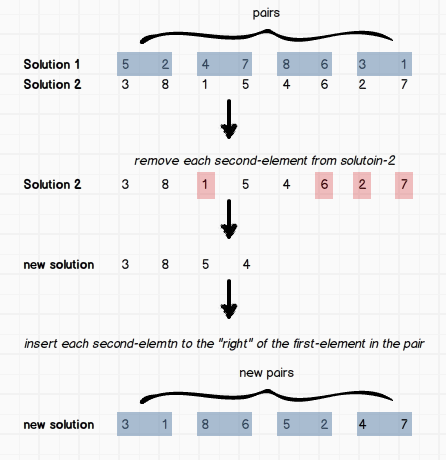 pairs
Solution 1 5 2 4 7 8 6 3 1
Solution 2 3 8 1 5 4 6 2 7
remove each second-element from solutoin-2
Solution 2 3 8 1 5 4 6 2 7
new solution 3 8 5 4
insert each second-elemtn to the "right" of the first-element in the pair
new pairs
new solution 3 1 8 6 5 2 4 7